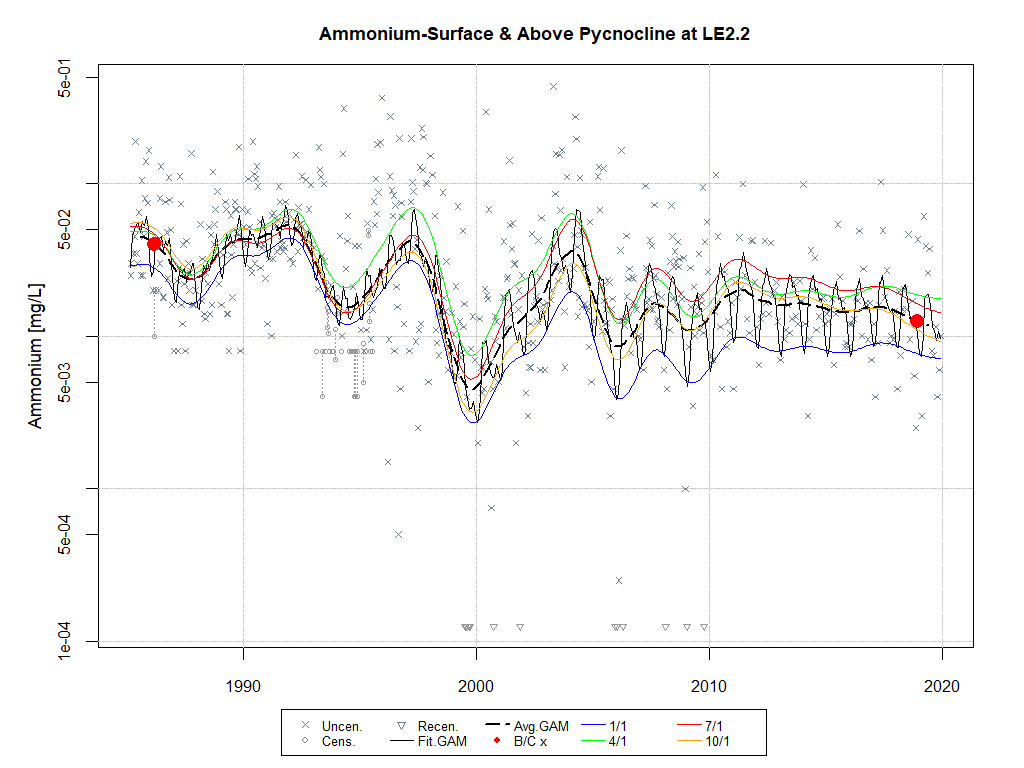 Ammonium-Surface & Above Pycnocline at LE2.2
Ammonium [mg/L]
5e-01
5e-02
5e-03
5e-04
1e-04
1990 2000 2010 2020
Uncen. Recen. Avg.GAM 1/1 7/1
Cens. Fit.GAM B/C x 4/1 10/1